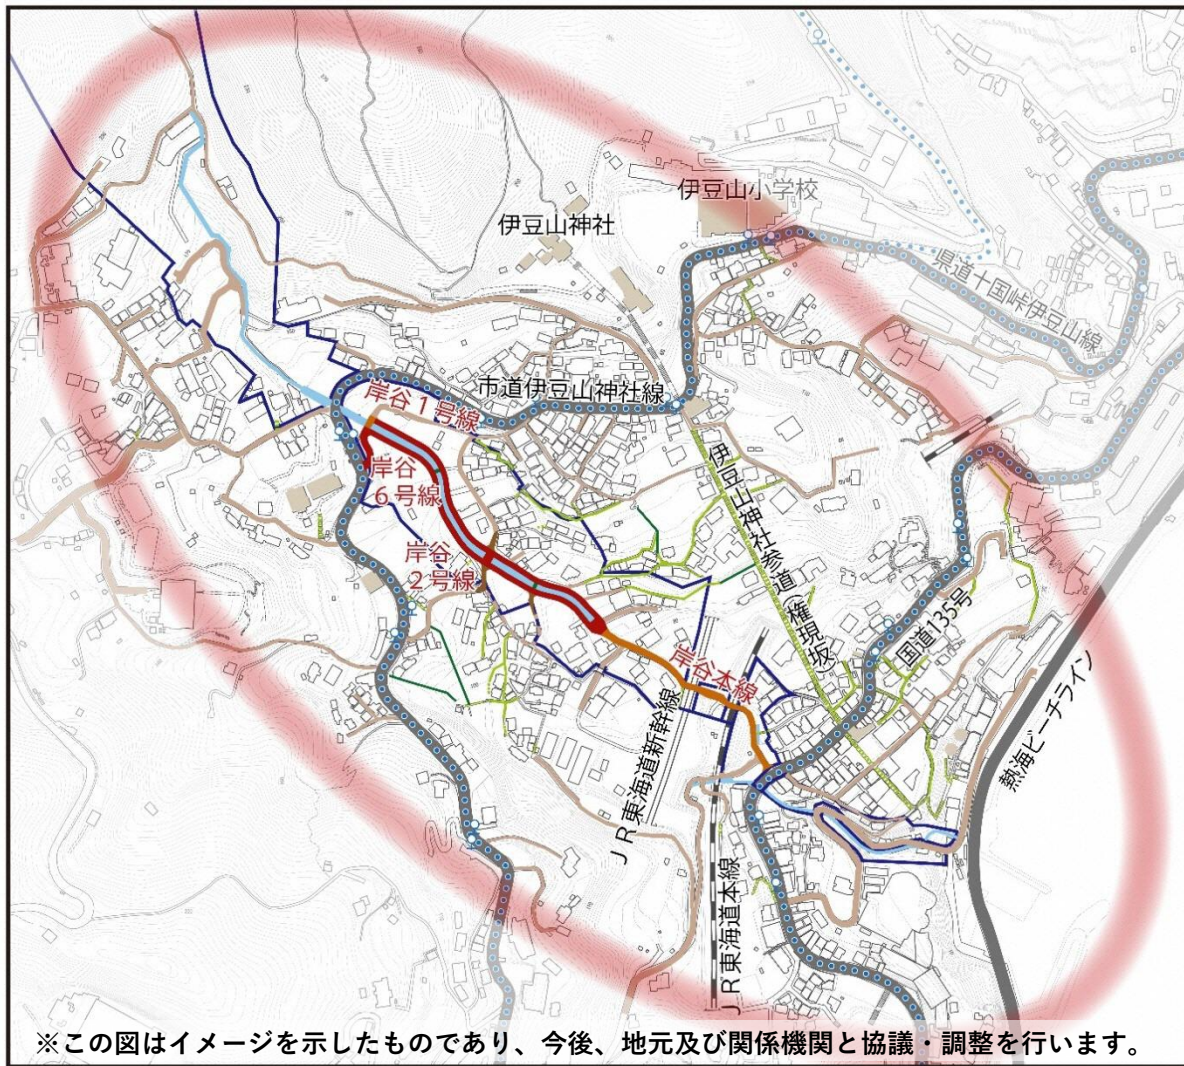 伊豆山小学校
伊豆山神社
県道十国峠伊豆山線
市道伊豆山神社線
岸谷1号線
岸谷
6号線
岸谷
2号線
伊豆山神社参道(権現坂)
国道135号
岸谷本線
熱海ビーチライン
JR東海道新幹線
JR東海道本線
※この図はイメージを示したものであり、今後、地元及び関係機関と協議・調整を行います。